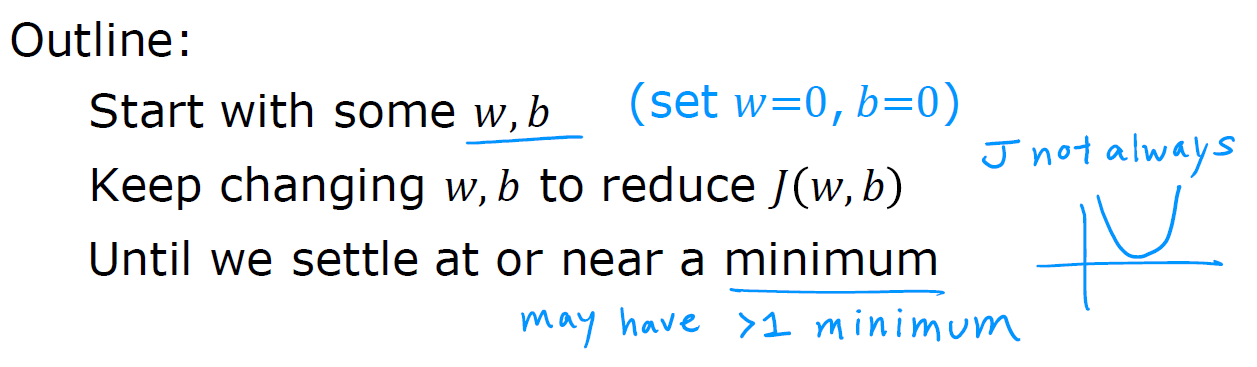 Outline:
Start with some w, b (set w=0, b=0)
J not always
Keep changing w, b to reduce J(w, b)
Until we settle at or near a minimum
may have >1 minimum